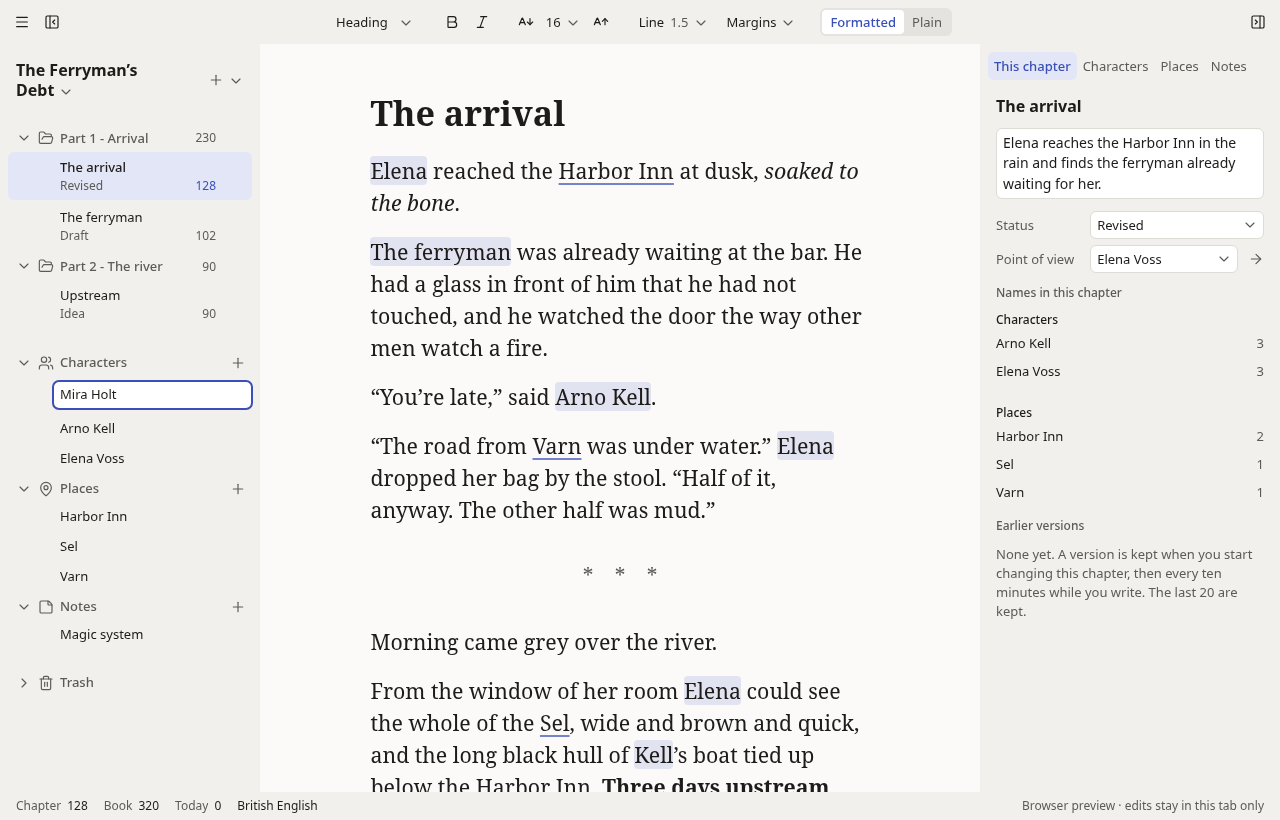 Heading
B I
16
Line 1.5
Margins
Formatted Plain
The Ferryman’s
Debt
Part 1 - Arrival 230
The arrival
Revised 128
The ferryman
Draft 102
Part 2 - The river 90
Upstream
Idea 90
Characters
Mira Holt
Arno Kell
Elena Voss
Places
Harbor Inn
Sel
Varn
Notes
Magic system
Trash
The arrival
Elena reached the Harbor Inn at dusk, soaked to
the bone.
The ferryman was already waiting at the bar. He
had a glass in front of him that he had not
touched, and he watched the door the way other
men watch a fire.
“You’re late,” said Arno Kell.
“The road from Varn was under water.” Elena
dropped her bag by the stool. “Half of it,
anyway. The other half was mud.”
* * *
Morning came grey over the river.
From the window of her room Elena could see
the whole of the Sel, wide and brown and quick,
and the long black hull of Kell’s boat tied up
below the Harbor Inn. Three days upstream
This chapter Characters Places Notes
The arrival
Elena reaches the Harbor Inn in the
rain and finds the ferryman already
waiting for her.
Status Revised
Point of view Elena Voss
Names in this chapter
Characters
Arno Kell 3
Elena Voss 3
Places
Harbor Inn 2
Sel 1
Varn 1
Earlier versions
None yet. A version is kept when you start
changing this chapter, then every ten
minutes while you write. The last 20 are
kept.
Chapter 128 Book 320 Today 0 British English
Browser preview · edits stay in this tab only